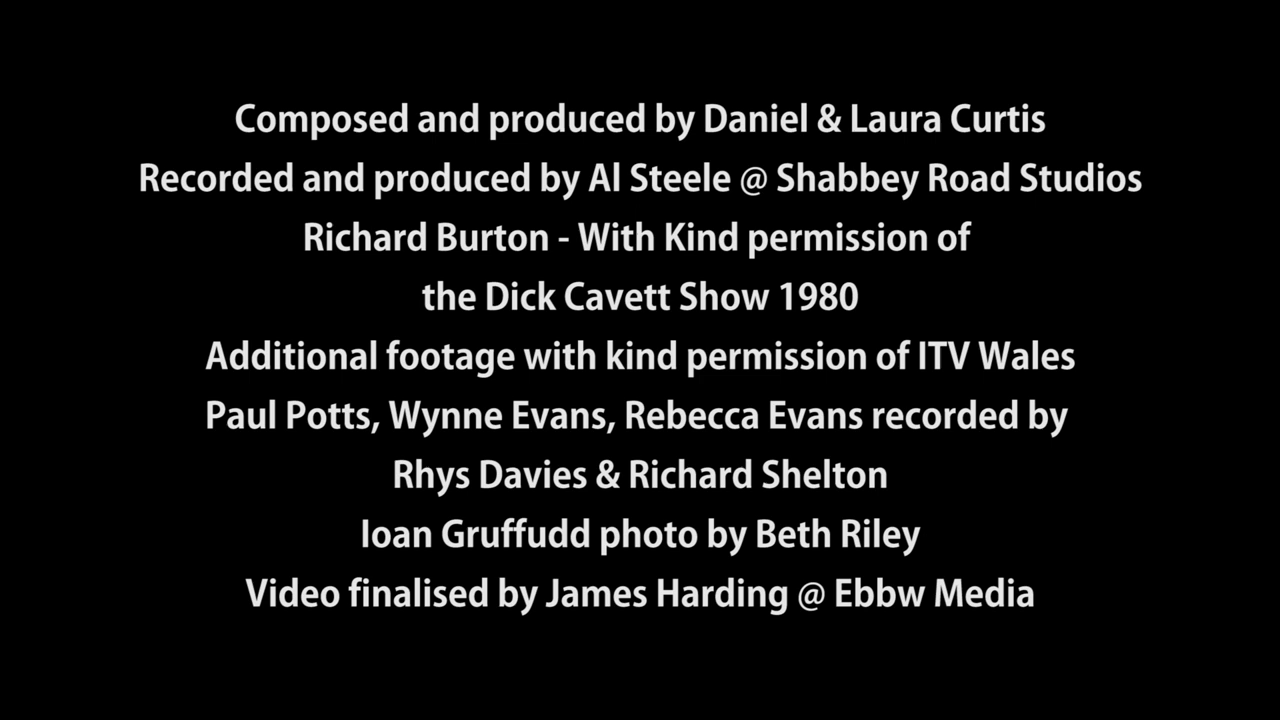 Composed and produced by Daniel & Laura Curtis
Recorded and produced by Al Steele @ Shabbey Road Studios
Richard Burton - With Kind permission of
the Dick Cavett Show 1980
Additional footage with kind permission of ITV Wales
Paul Potts, Wynne Evans, Rebecca Evans recorded by
Rhys Davies & Richard Shelton
Ioan Gruffudd photo by Beth Riley
Video finalised by James Harding @ Ebbw Media